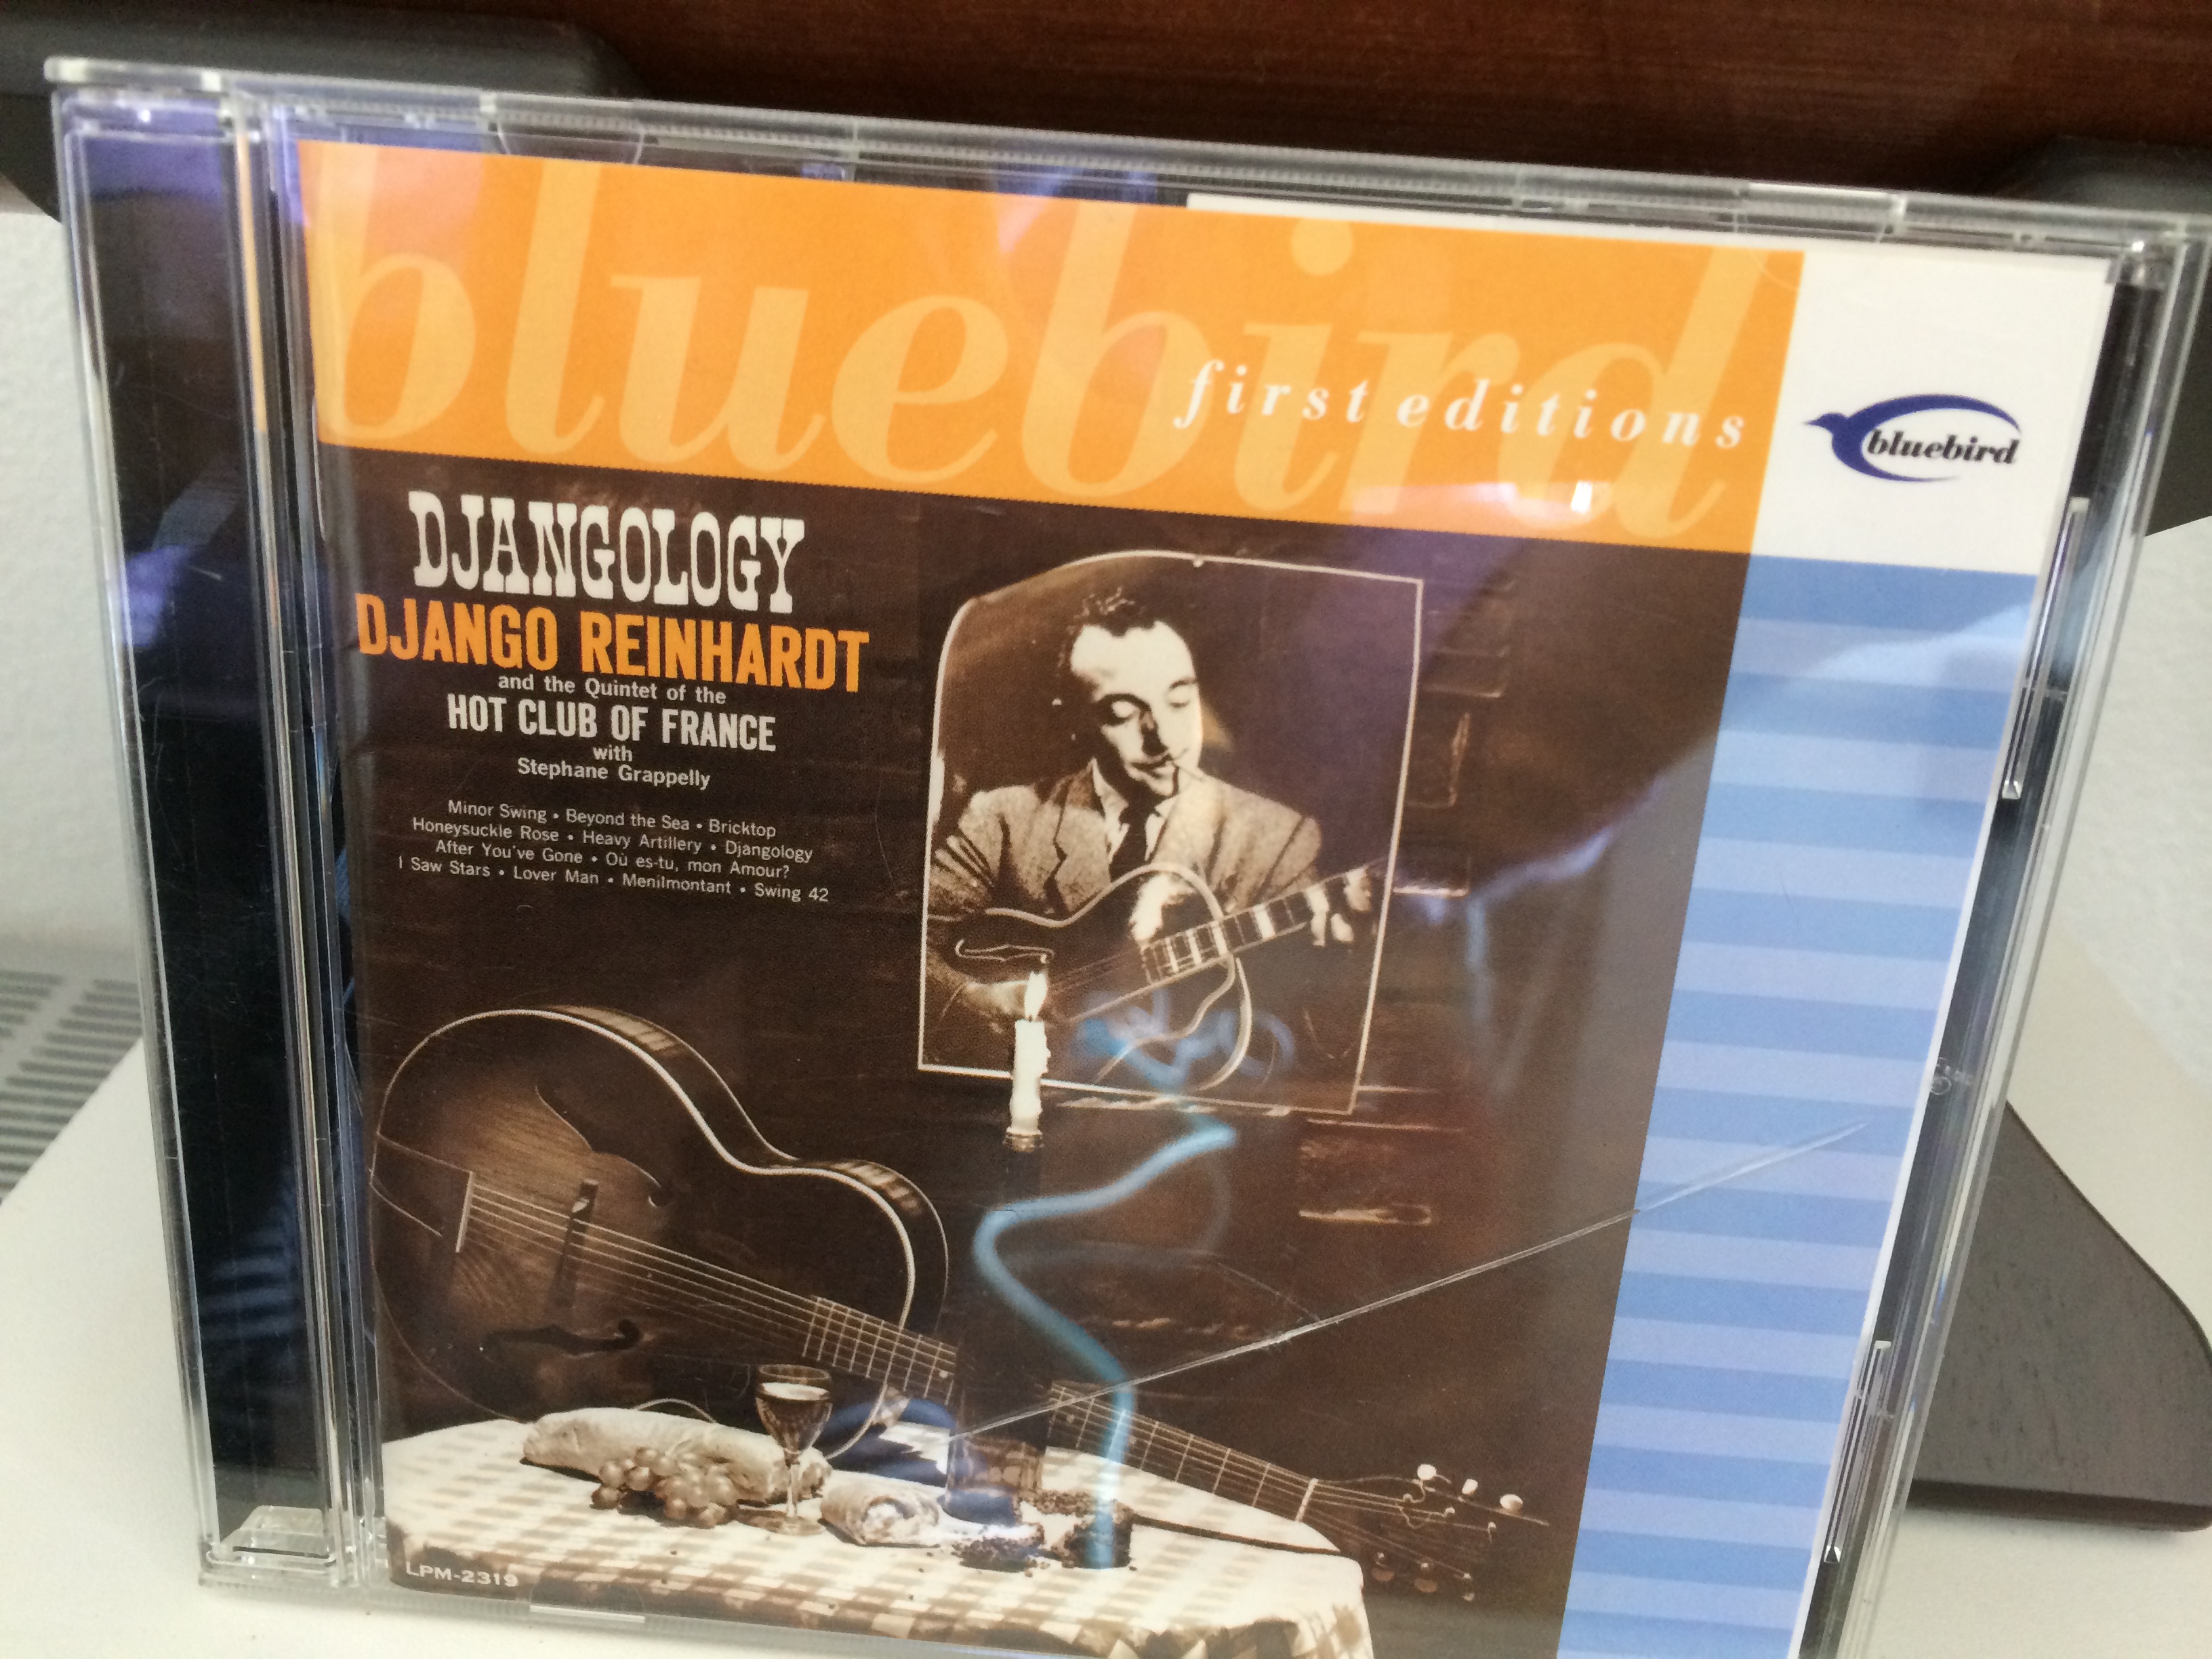 bluebird
first editions
bluebird
DJANGOLOGY
DJANGO REINHARDT
and the Quintet of the
HOT CLUB OF FRANCE
with
Stephane Grappelly
Minor Swing • Beyond the Sea • Bricktop
Honeysuckle Rose • Heavy Artillery • Djangology
After You've Gone • Où es-tu, mon Amour?
I Saw Stars • Lover Man • Menilmontant • Swing 42
LPM-2319